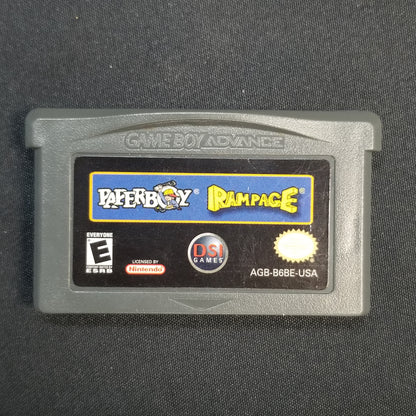 GAME BOY ADVANCE
PAPERBOY® RAMPAGE®
EVERYONE
E
ESRB
LICENSED BY
Nintendo
DSI
GAMES
AGB-B6BE-USA